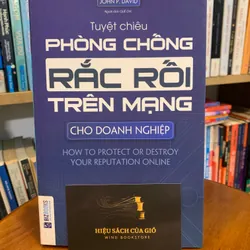 JOHN P. DAVID
Tuyệt chiêu
PHÒNG CHỐNG
RẮC RỐI
TRÊN MẠNG
CHO DOANH NGHIỆP
HOW TO PROTECT OR DESTROY
YOUR REPUTATION ONLINE
HIỆU SÁCH CỦA GIÓ
WIND BOOKSTORE